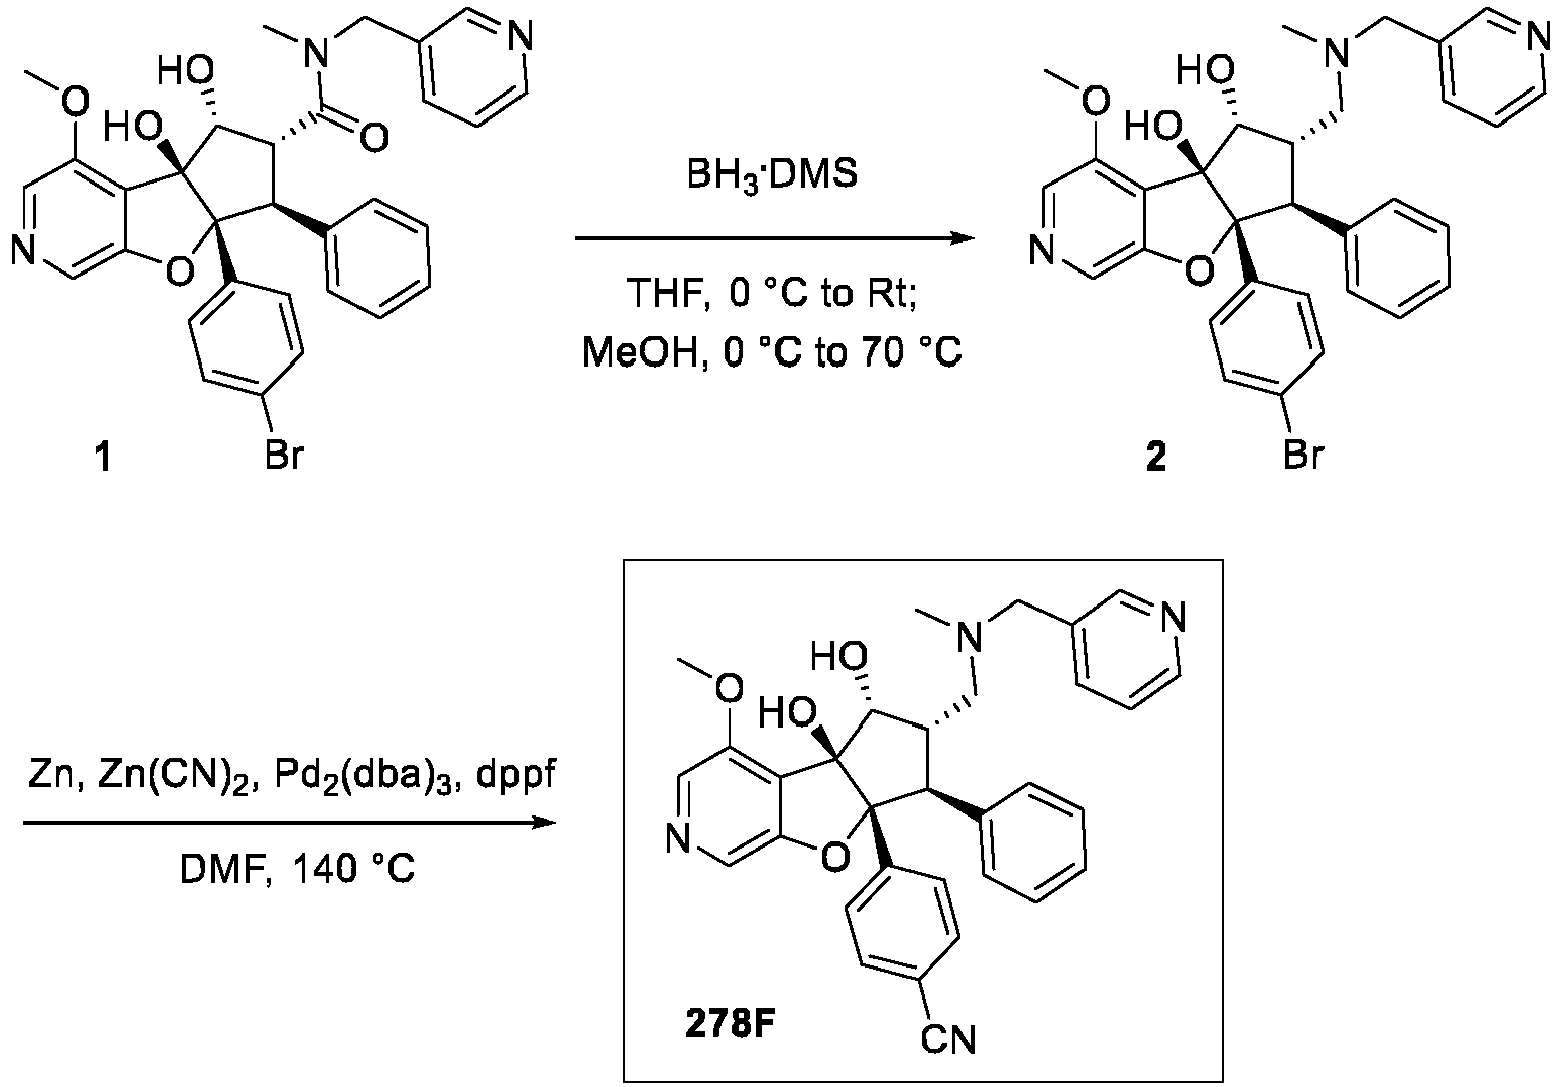 N
N
HO
O
HO
O
N
O
Br
1
BH3·DMS
THF, 0 °C to Rt;
MeOH, 0 °C to 70 °C
N
N
HO
O
HO
N
O
Br
2
Zn, Zn(CN)2, Pd2(dba)3, dppf
DMF, 140 °C
N
N
HO
O
HO
N
O
CN
278F